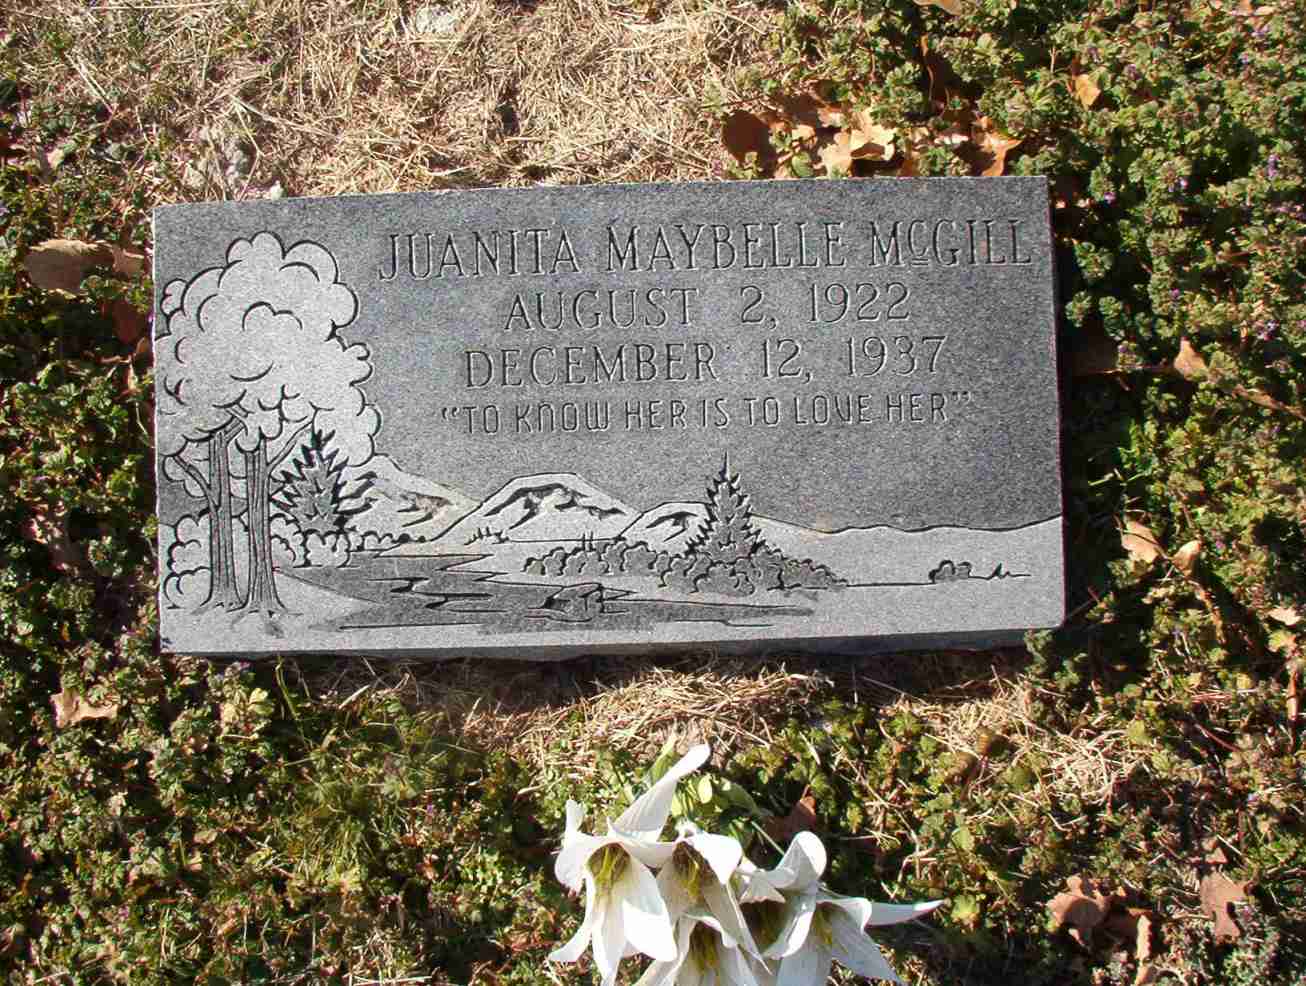 JUANITA MAYBELLE McGILL
AUGUST 2, 1922
DECEMBER 12, 1937
"TO KNOW HER IS TO LOVE HER"